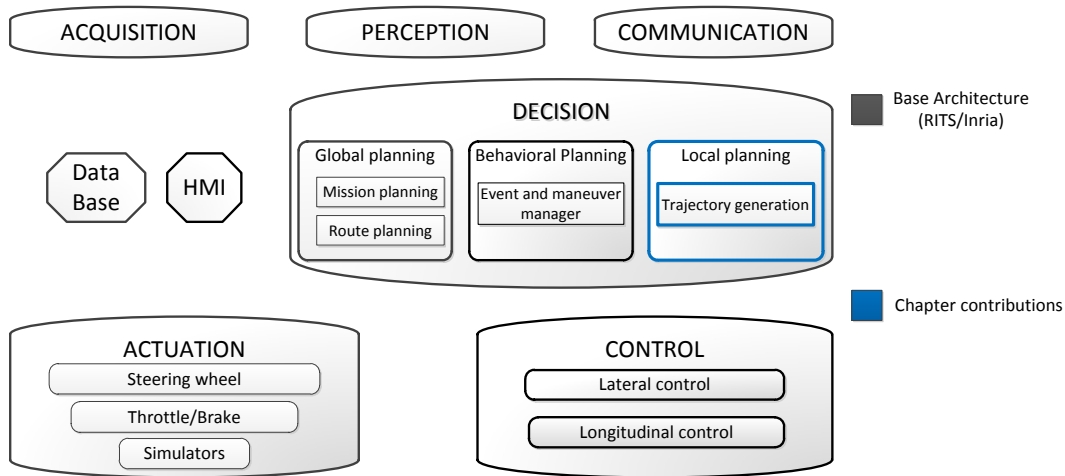 ACQUISITION
PERCEPTION
COMMUNICATION
DECISION
Global planning
Mission planning
Route planning
Behavioral Planning
Event and maneuver
manager
Local planning
Trajectory generation
Data
Base
HMI
Base Architecture
(RITS/Inria)
Chapter contributions
ACTUATION
Steering wheel
Throttle/Brake
Simulators
CONTROL
Lateral control
Longitudinal control